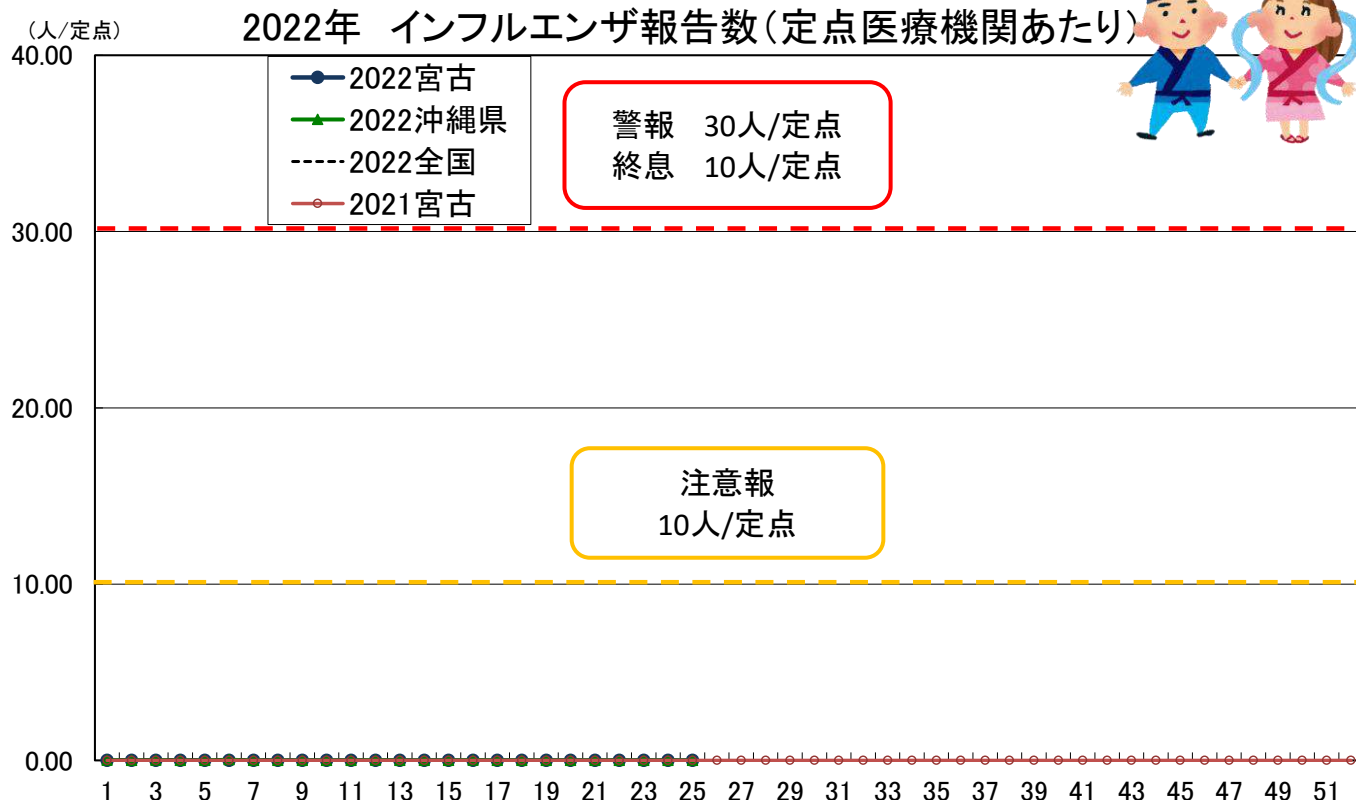 （人/定点）
2022年　インフルエンザ報告数（定点医療機関あたり）
40.00
30.00
20.00
10.00
0.00
2022宮古
2022沖縄県
2022全国
2021宮古
警報　30人/定点
終息　10人/定点
注意報
10人/定点
1 3 5 7 9 11 13 15 17 19 21 23 25 27 29 31 33 35 37 39 41 43 45 47 49 51